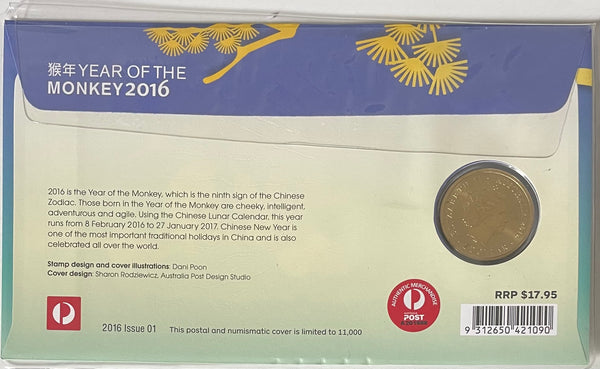 猴年 YEAR OF THE
MONKEY 2016
2016 is the Year of the Monkey, which is the ninth sign of the Chinese
Zodiac. Those born in the Year of the Monkey are cheeky, intelligent,
adventurous and agile. Using the Chinese Lunar Calendar, this year
runs from 8 February 2016 to 27 January 2017. Chinese New Year is
one of the most important traditional holidays in China and is also
celebrated all over the world.
Stamp design and cover illustrations: Dani Poon
Cover design: Sharon Rodziewicz, Australia Post Design Studio
2016 Issue 01
This postal and numismatic cover is limited to 11,000
AUTHENTIC MERCHANDISE
POST
RRP $17.95
9 312650 421090